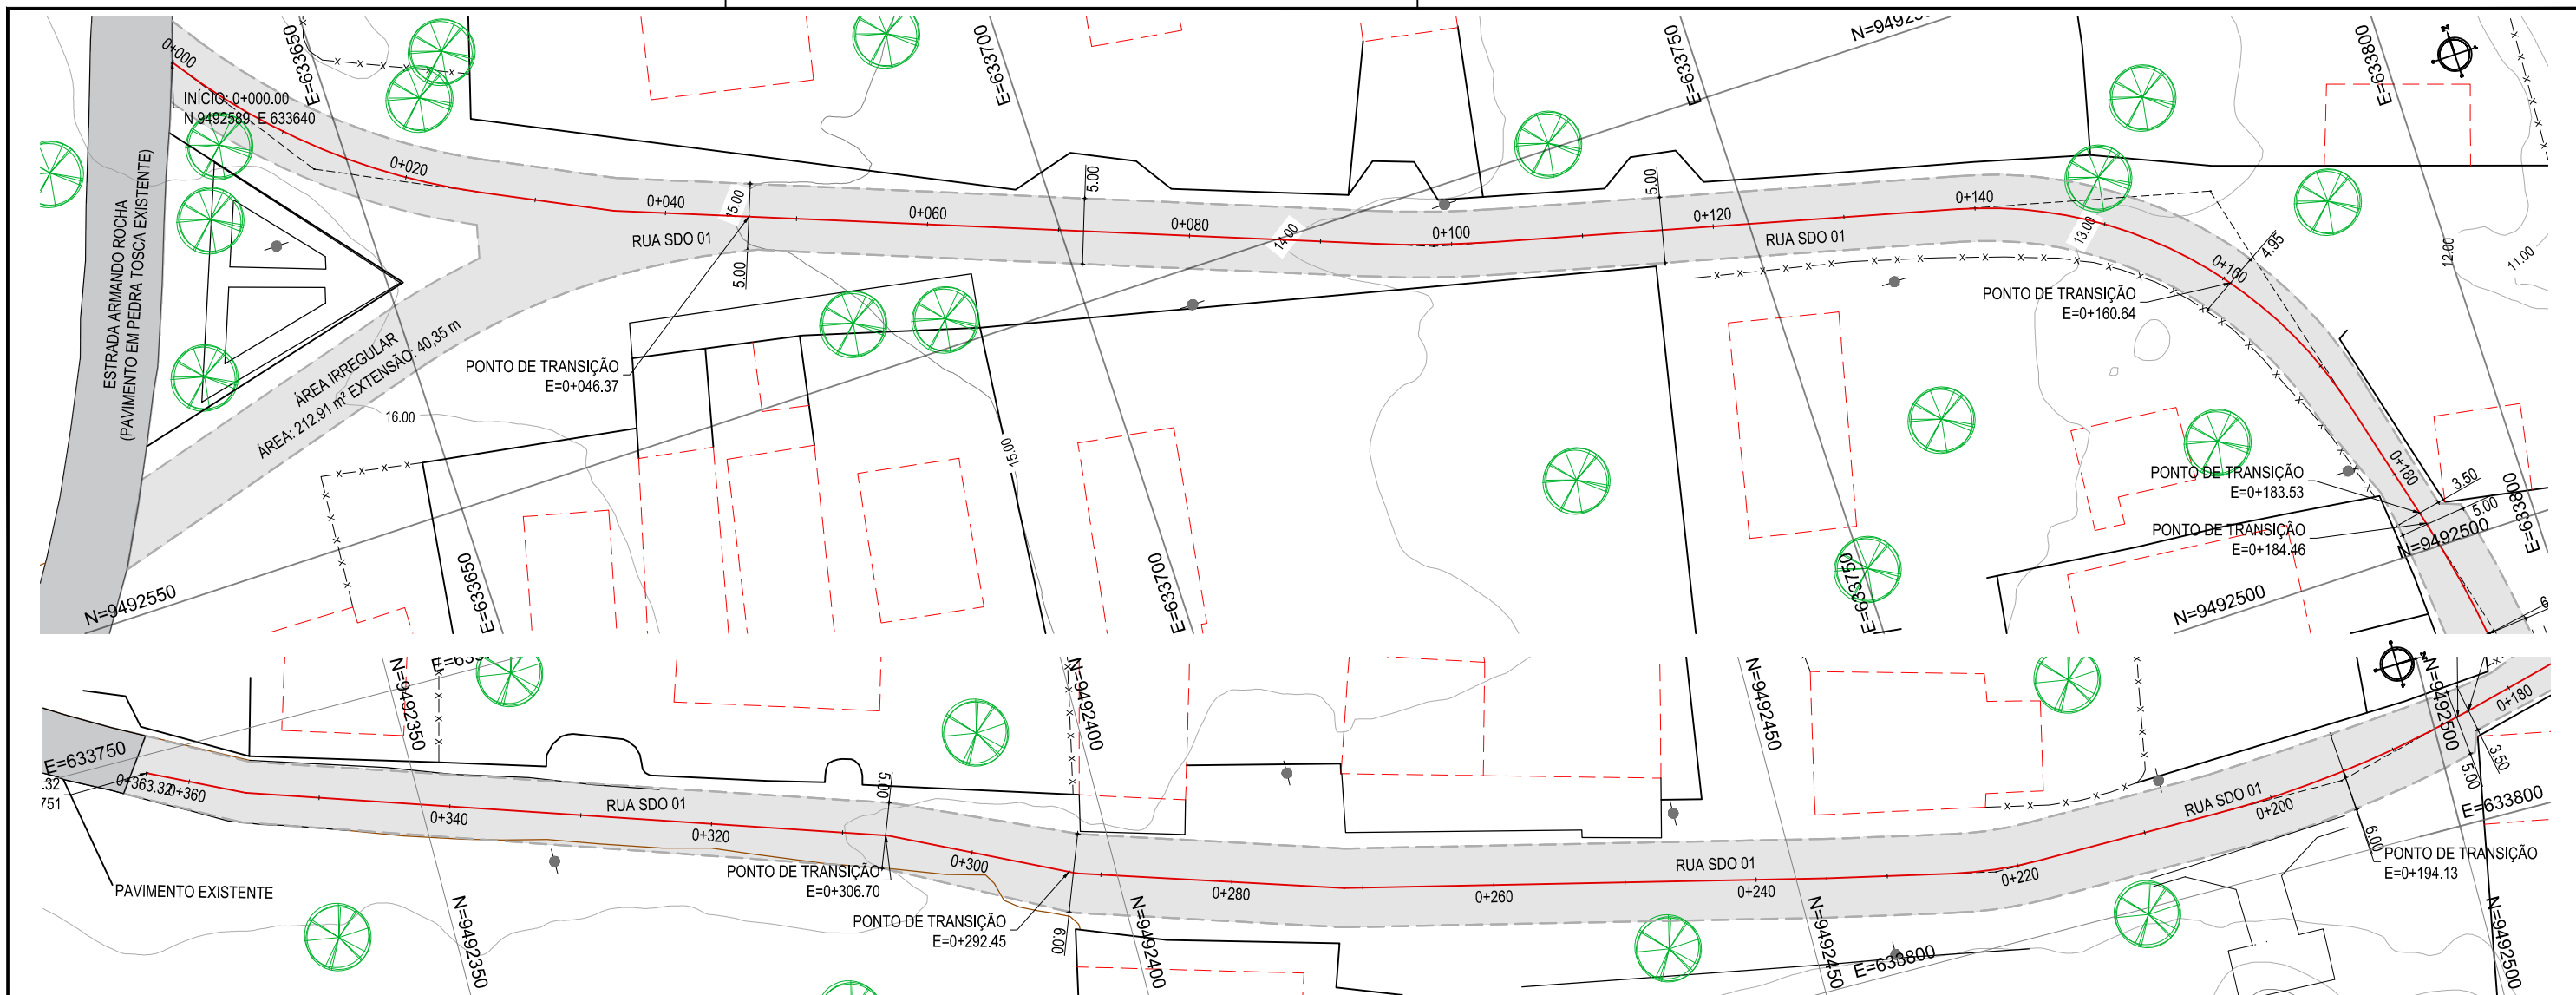 0+000
E=633650
E=633700
E=633750
E=633800
INÍCIO: 0+000.00
N 9492589, E 633640
0+020
0+040
15.00
5.00
0+060
0+080
14.00
0+100
5.00
0+120
0+140
13.00
4.95
0+160
12.00
11.00
RUA SDO 01
RUA SDO 01
5.00
ESTRADA ARMANDO ROCHA
(PAVIMENTO EM PEDRA TOSCA EXISTENTE)
PONTO DE TRANSIÇÃO
E=0+160.64
ÁREA IRREGULAR
ÁREA: 212.91 m² EXTENSÃO: 40,35 m
PONTO DE TRANSIÇÃO
E=0+046.37
16.00
15.00
0+180
PONTO DE TRANSIÇÃO
E=0+183.53
3.50
5.00
PONTO DE TRANSIÇÃO
E=0+184.46
N=9492500
E=633800
N=9492550
E=633650
E=633700
E=633750
N=9492500
6
N=9492350
N=9492400
N=9492450
N=9492500
0+180
E=633750
.32
751
0+363.32
0+360
0+340
RUA SDO 01
0+320
5.00
0+300
PONTO DE TRANSIÇÃO
E=0+306.70
PONTO DE TRANSIÇÃO
E=0+292.45
6.00
0+280
0+260
RUA SDO 01
0+240
0+220
RUA SDO 01
0+200
3.50
5.00
E=633800
6.00
PONTO DE TRANSIÇÃO
E=0+194.13
PAVIMENTO EXISTENTE
N=9492350
N=9492400
N=9492450
E=633800
N=9492500